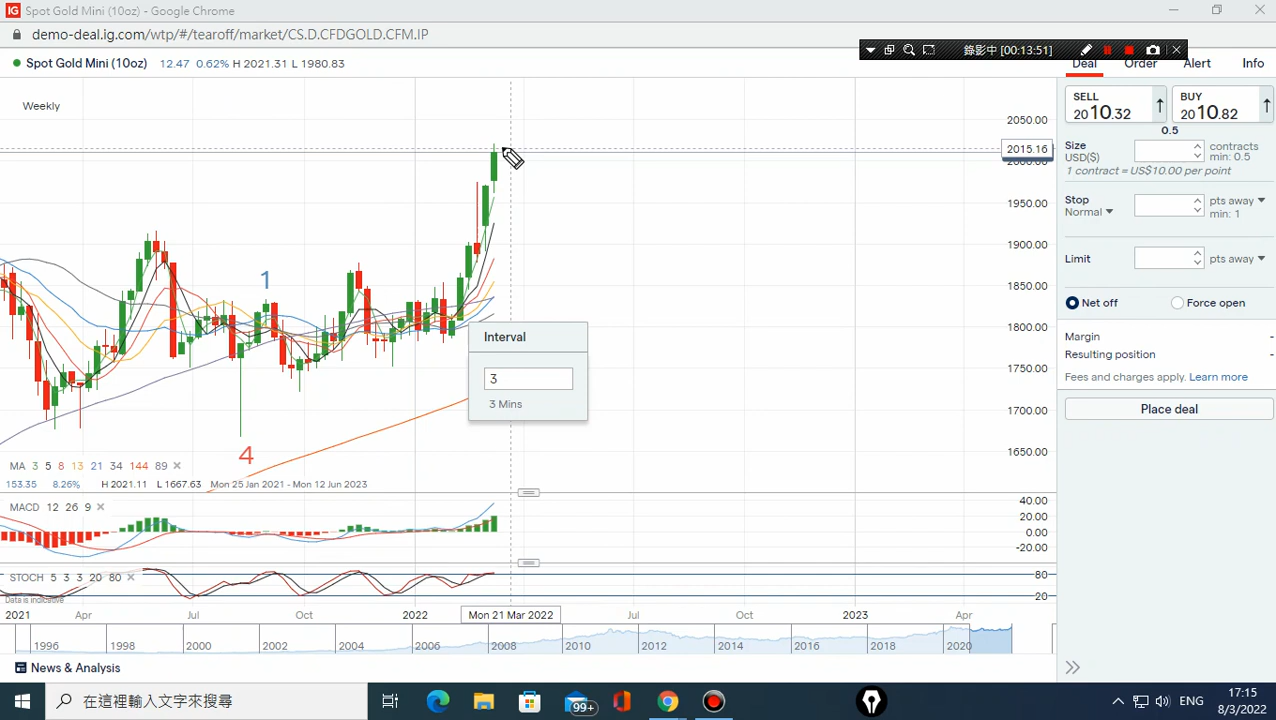 IG Spot Gold Mini (10oz) - Google Chrome
demo-deal.ig.com/wtp/#/tearoff/market/CS.D.CFDGOLD.CFM.IP
錄影中 [00:13:51]
Spot Gold Mini (10oz) 12.47 0.62% H 2021.31 L 1980.83
Deal Order Alert Info
Weekly
SELL 2010.32
BUY 2010.82
0.5
Size USD($) contracts min: 0.5
1 contract = US$10.00 per point
Stop Normal pts away min: 1
Limit pts away
Net off Force open
Margin -
Resulting position -
Fees and charges apply. Learn more
Place deal
2050.00
2015.16
2000.00
1950.00
1900.00
1850.00
1800.00
1750.00
1700.00
1650.00
1
4
Interval
3
3 Mins
MA 3 5 8 13 21 34 144 89
153.35 8.26% H 2021.11 L 1667.63 Mon 25 Jan 2021 - Mon 12 Jun 2023
MACD 12 26 9
40.00
20.00
0.00
-20.00
STOCH 5 3 3 20 80
80
20
Data is indicative
2021 Apr Jul Oct 2022 Mon 21 Mar 2022 Jul Oct 2023 Apr
1996 1998 2000 2002 2004 2006 2008 2010 2012 2014 2016 2018 2020
News & Analysis
在這裡輸入文字來搜尋
99+
ENG
17:15
8/3/2022